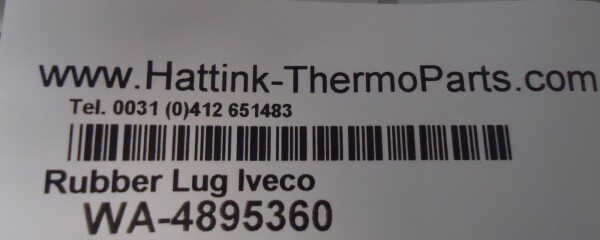 www.Hattink-ThermoParts.com
Tel. 0031 (0)412 651483
Rubber Lug Iveco
WA-4895360